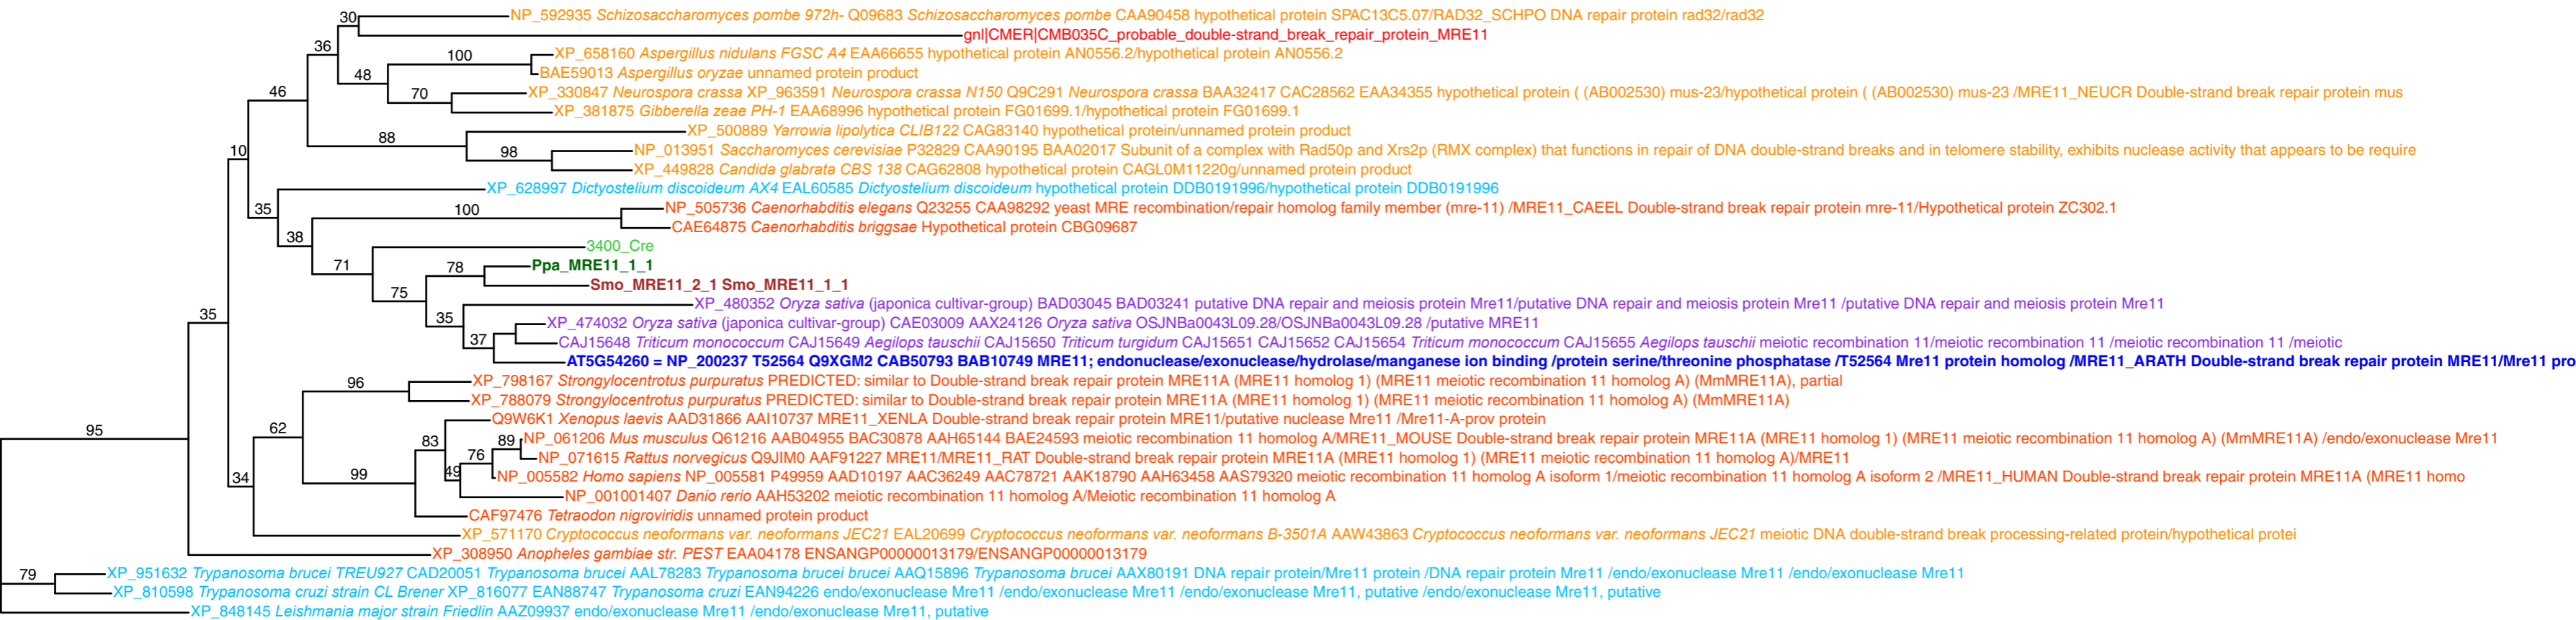 30 NP_592935 Schizosaccharomyces pombe 972h- Q09683 Schizosaccharomyces pombe CAA90458 hypothetical protein SPAC13C5.07/RAD32_SCHPO DNA repair protein rad32/rad32
gnl|CMER|CMB035C_probable_double-strand_break_repair_protein_MRE11
36
100 XP_658160 Aspergillus nidulans FGSC A4 EAA66655 hypothetical protein AN0556.2/hypothetical protein AN0556.2
48 BAE59013 Aspergillus oryzae unnamed protein product
46 70 XP_330847 Neurospora crassa XP_963591 Neurospora crassa N150 Q9C291 Neurospora crassa BAA32417 CAC28562 EAA34355 hypothetical protein ( (AB002530) mus-23/hypothetical protein ( (AB002530) mus-23 /MRE11_NEUCR Double-strand break repair protein mus
XP_381875 Gibberella zeae PH-1 EAA68996 hypothetical protein FG01699.1/hypothetical protein FG01699.1
88 XP_500889 Yarrowia lipolytica CLIB122 CAG83140 hypothetical protein/unnamed protein product
10 98 NP_013951 Saccharomyces cerevisiae P32829 CAA90195 BAA02017 Subunit of a complex with Rad50p and Xrs2p (RMX complex) that functions in repair of DNA double-strand breaks and in telomere stability, exhibits nuclease activity that appears to be require
XP_449828 Candida glabrata CBS 138 CAG62808 hypothetical protein CAGL0M11220g/unnamed protein product
XP_628997 Dictyostelium discoideum AX4 EAL60585 Dictyostelium discoideum hypothetical protein DDB0191996/hypothetical protein DDB0191996
35 100 NP_505736 Caenorhabditis elegans Q23255 CAA98292 yeast MRE recombination/repair homolog family member (mre-11) /MRE11_CAEEL Double-strand break repair protein mre-11/Hypothetical protein ZC302.1
CAE64875 Caenorhabditis briggsae Hypothetical protein CBG09687
38 3400_Cre
71 78 Ppa_MRE11_1_1
Smo_MRE11_2_1 Smo_MRE11_1_1
75 XP_480352 Oryza sativa (japonica cultivar-group) BAD03045 BAD03241 putative DNA repair and meiosis protein Mre11/putative DNA repair and meiosis protein Mre11 /putative DNA repair and meiosis protein Mre11
35 35 XP_474032 Oryza sativa (japonica cultivar-group) CAE03009 AAX24126 Oryza sativa OSJNBa0043L09.28/OSJNBa0043L09.28 /putative MRE11
37 CAJ15648 Triticum monococcum CAJ15649 Aegilops tauschii CAJ15650 Triticum turgidum CAJ15651 CAJ15652 CAJ15654 Triticum monococcum CAJ15655 Aegilops tauschii meiotic recombination 11/meiotic recombination 11 /meiotic recombination 11 /meiotic
AT5G54260 = NP_200237 T52564 Q9XGM2 CAB50793 BAB10749 MRE11; endonuclease/exonuclease/hydrolase/manganese ion binding /protein serine/threonine phosphatase /T52564 Mre11 protein homolog /MRE11_ARATH Double-strand break repair protein MRE11/Mre11 pro
96 XP_798167 Strongylocentrotus purpuratus PREDICTED: similar to Double-strand break repair protein MRE11A (MRE11 homolog 1) (MRE11 meiotic recombination 11 homolog A) (MmMRE11A), partial
XP_788079 Strongylocentrotus purpuratus PREDICTED: similar to Double-strand break repair protein MRE11A (MRE11 homolog 1) (MRE11 meiotic recombination 11 homolog A) (MmMRE11A)
62 Q9W6K1 Xenopus laevis AAD31866 AAI10737 MRE11_XENLA Double-strand break repair protein MRE11/putative nuclease Mre11 /Mre11-A-prov protein
95 83 89 NP_061206 Mus musculus Q61216 AAB04955 BAC30878 AAH65144 BAE24593 meiotic recombination 11 homolog A/MRE11_MOUSE Double-strand break repair protein MRE11A (MRE11 homolog 1) (MRE11 meiotic recombination 11 homolog A) (MmMRE11A) /endo/exonuclease Mre11
76 NP_071615 Rattus norvegicus Q9JIM0 AAF91227 MRE11/MRE11_RAT Double-strand break repair protein MRE11A (MRE11 homolog 1) (MRE11 meiotic recombination 11 homolog A)/MRE11
34 99 49 NP_005582 Homo sapiens NP_005581 P49959 AAD10197 AAC36249 AAC78721 AAK18790 AAH63458 AAS79320 meiotic recombination 11 homolog A isoform 1/meiotic recombination 11 homolog A isoform 2 /MRE11_HUMAN Double-strand break repair protein MRE11A (MRE11 homo
NP_001001407 Danio rerio AAH53202 meiotic recombination 11 homolog A/Meiotic recombination 11 homolog A
CAF97476 Tetraodon nigroviridis unnamed protein product
XP_571170 Cryptococcus neoformans var. neoformans JEC21 EAL20699 Cryptococcus neoformans var. neoformans B-3501A AAW43863 Cryptococcus neoformans var. neoformans JEC21 meiotic DNA double-strand break processing-related protein/hypothetical protei
XP_308950 Anopheles gambiae str. PEST EAA04178 ENSANGP00000013179/ENSANGP00000013179
79 XP_951632 Trypanosoma brucei TREU927 CAD20051 Trypanosoma brucei AAL78283 Trypanosoma brucei brucei AAQ15896 Trypanosoma brucei AAX80191 DNA repair protein/Mre11 protein /DNA repair protein Mre11 /endo/exonuclease Mre11 /endo/exonuclease Mre11
XP_810598 Trypanosoma cruzi strain CL Brener XP_816077 EAN88747 Trypanosoma cruzi EAN94226 endo/exonuclease Mre11 /endo/exonuclease Mre11 /endo/exonuclease Mre11, putative /endo/exonuclease Mre11, putative
XP_848145 Leishmania major strain Friedlin AAZ09937 endo/exonuclease Mre11 /endo/exonuclease Mre11, putative